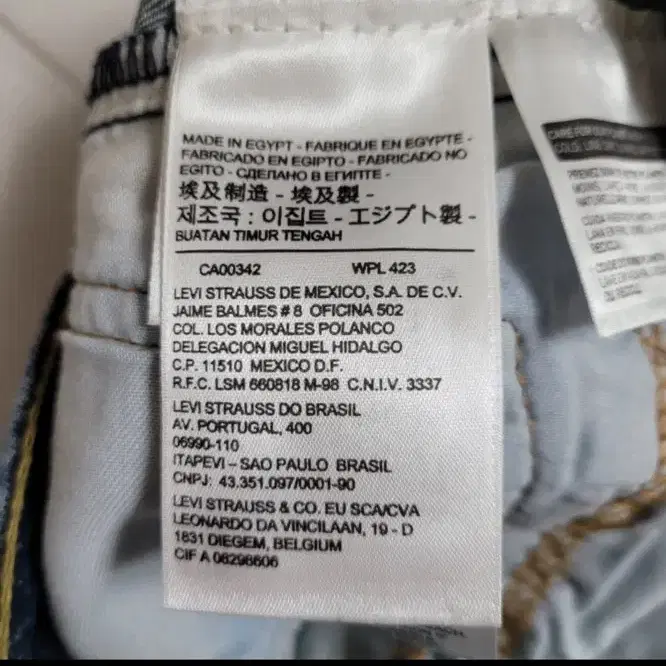 MADE IN EGYPT - FABRIQUE EN EGYPTE -
FABRICADO EN EGIPTO - FABRICADO NO
EGITO - СДЕЛАНО В ЕГИПТЕ -
埃及制造 - 埃及製 -
제조국 : 이집트 - エジプト製 -
BUATAN TIMUR TENGAH
CA00342 WPL 423
LEVI STRAUSS DE MEXICO, S.A. DE C.V.
JAIME BALMES # 8 OFICINA 502
COL. LOS MORALES POLANCO
DELEGACION MIGUEL HIDALGO
C.P. 11510 MEXICO D.F.
R.F.C. LSM 660818 M-98 C.N.I.V. 3337
LEVI STRAUSS DO BRASIL
AV. PORTUGAL, 400
06990-110
ITAPEVI – SAO PAULO BRASIL
CNPJ: 43.351.097/0001-90
LEVI STRAUSS & CO. EU SCA/CVA
LEONARDO DA VINCILAAN, 19 - D
1831 DIEGEM, BELGIUM
CIF A 08298606
CARE FOR OUR